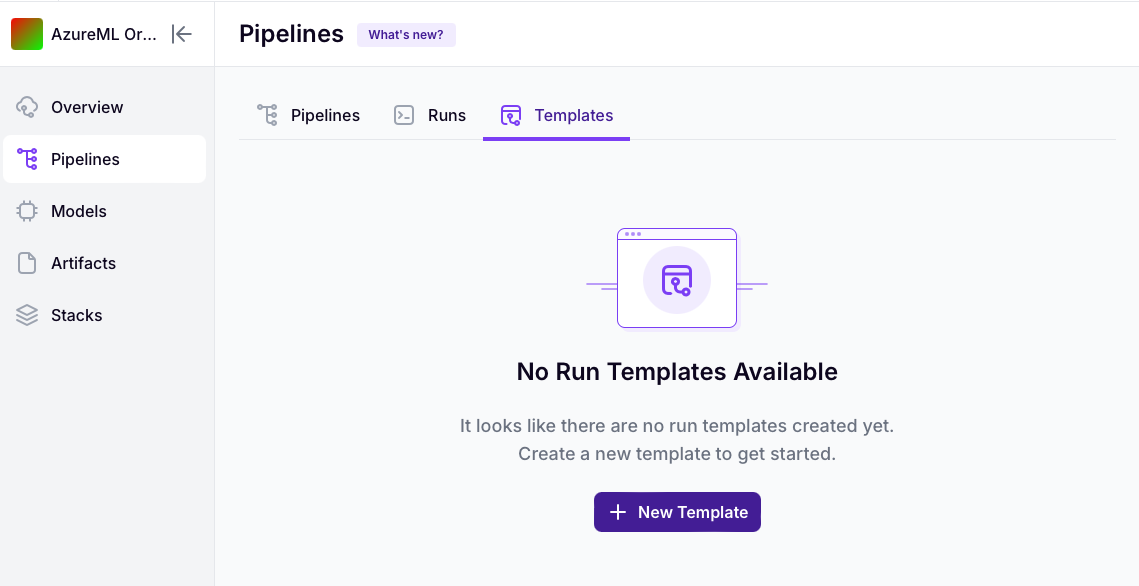 AzureML Or...
Pipelines
What's new?
Overview
Pipelines
Models
Artifacts
Stacks
Pipelines
Runs
Templates
No Run Templates Available
It looks like there are no run templates created yet.
Create a new template to get started.
New Template